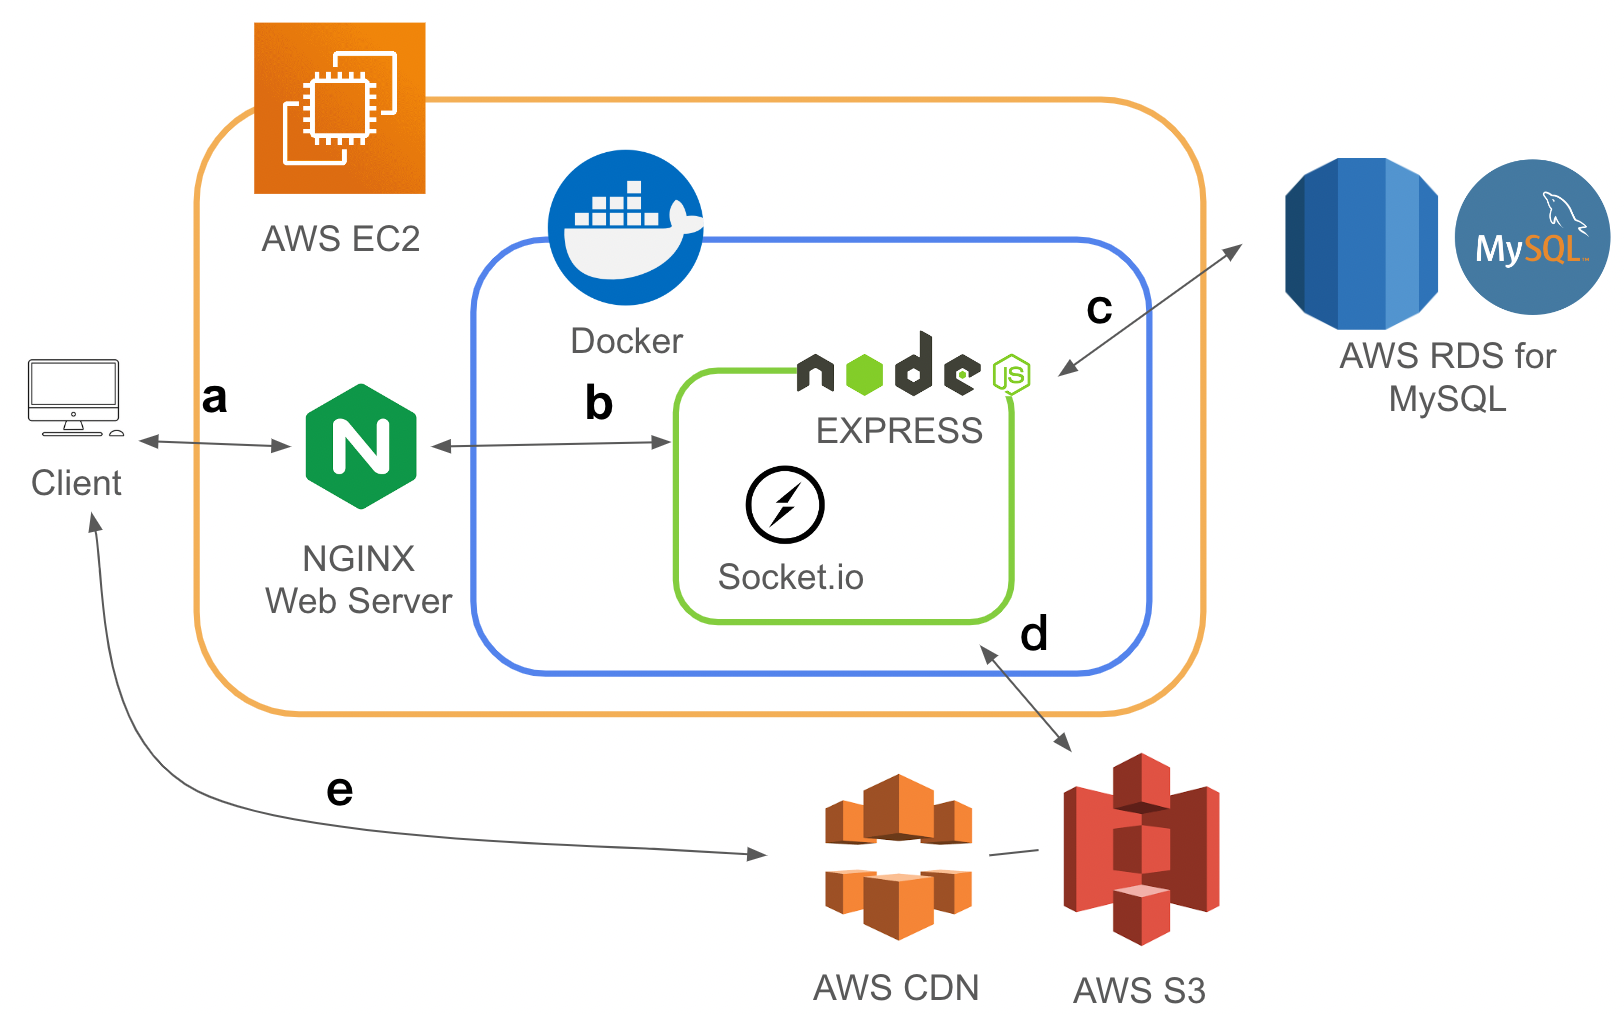 AWS EC2
Docker
node
JS
EXPRESS
Socket.io
a
b
c
d
e
Client
N
NGINX
Web Server
MySQL™
AWS RDS for
MySQL
AWS CDN
AWS S3